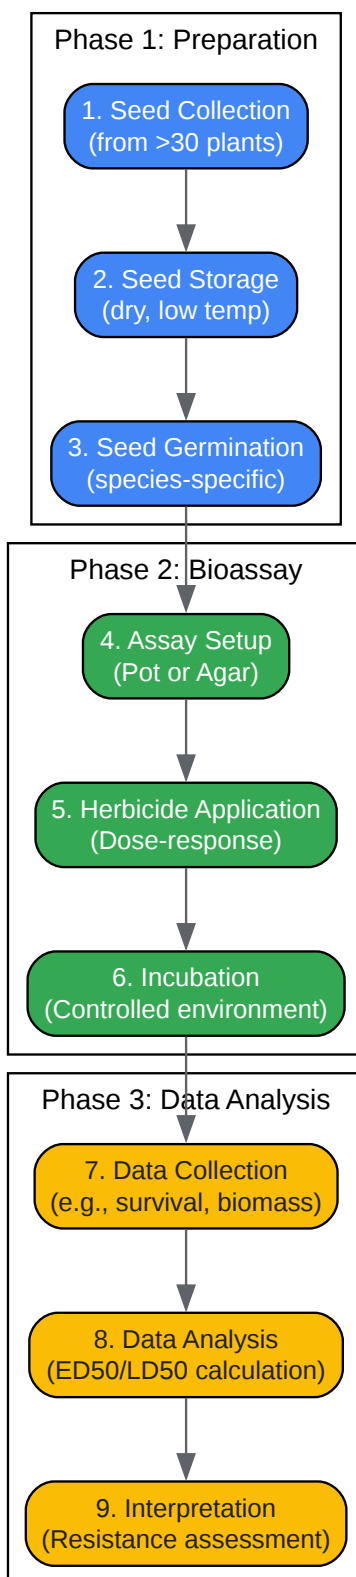 Phase 1: Preparation
1. Seed Collection
(from >30 plants)
2. Seed Storage
(dry, low temp)
3. Seed Germination
(species-specific)
Phase 2: Bioassay
4. Assay Setup
(Pot or Agar)
5. Herbicide Application
(Dose-response)
6. Incubation
(Controlled environment)
Phase 3: Data Analysis
7. Data Collection
(e.g., survival, biomass)
8. Data Analysis
(ED50/LD50 calculation)
9. Interpretation
(Resistance assessment)